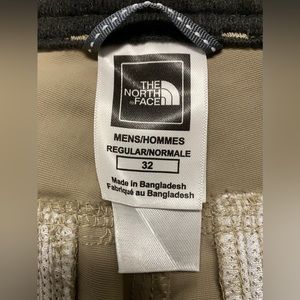 THE
NORTH
FACE
MENS/HOMMES
REGULAR/NORMALE
32
Made in Bangladesh
Fabriqué au Bangladesh